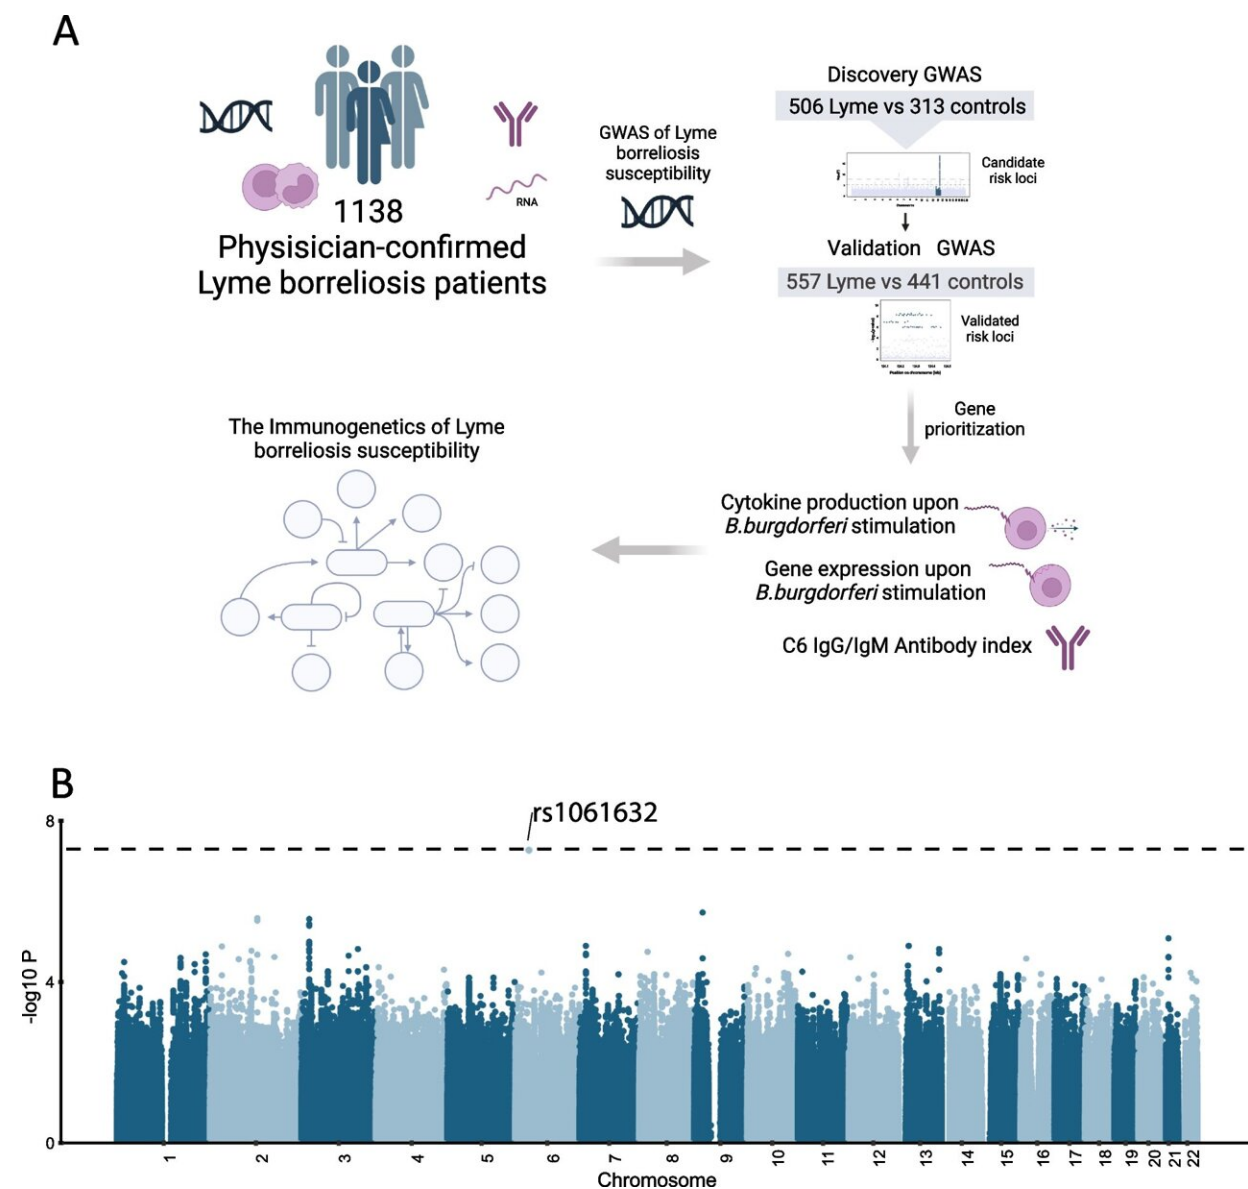 A
RNA
1138
Physisician-confirmed
Lyme borreliosis patients
GWAS of Lyme
borreliosis
susceptibility
Discovery GWAS
506 Lyme vs 313 controls
Candidate
risk loci
Validation GWAS
557 Lyme vs 441 controls
Validated
risk loci
Gene
prioritization
Cytokine production upon
B.burgdorferi stimulation
Gene expression upon
B.burgdorferi stimulation
C6 IgG/IgM Antibody index
The Immunogenetics of Lyme
borreliosis susceptibility
B
rs1061632
8
4
0
-log10 P
1 2 3 4 5 6 7 8 9 10 11 12 13 14 15 16 17 18 19 20 21 22
Chromosome